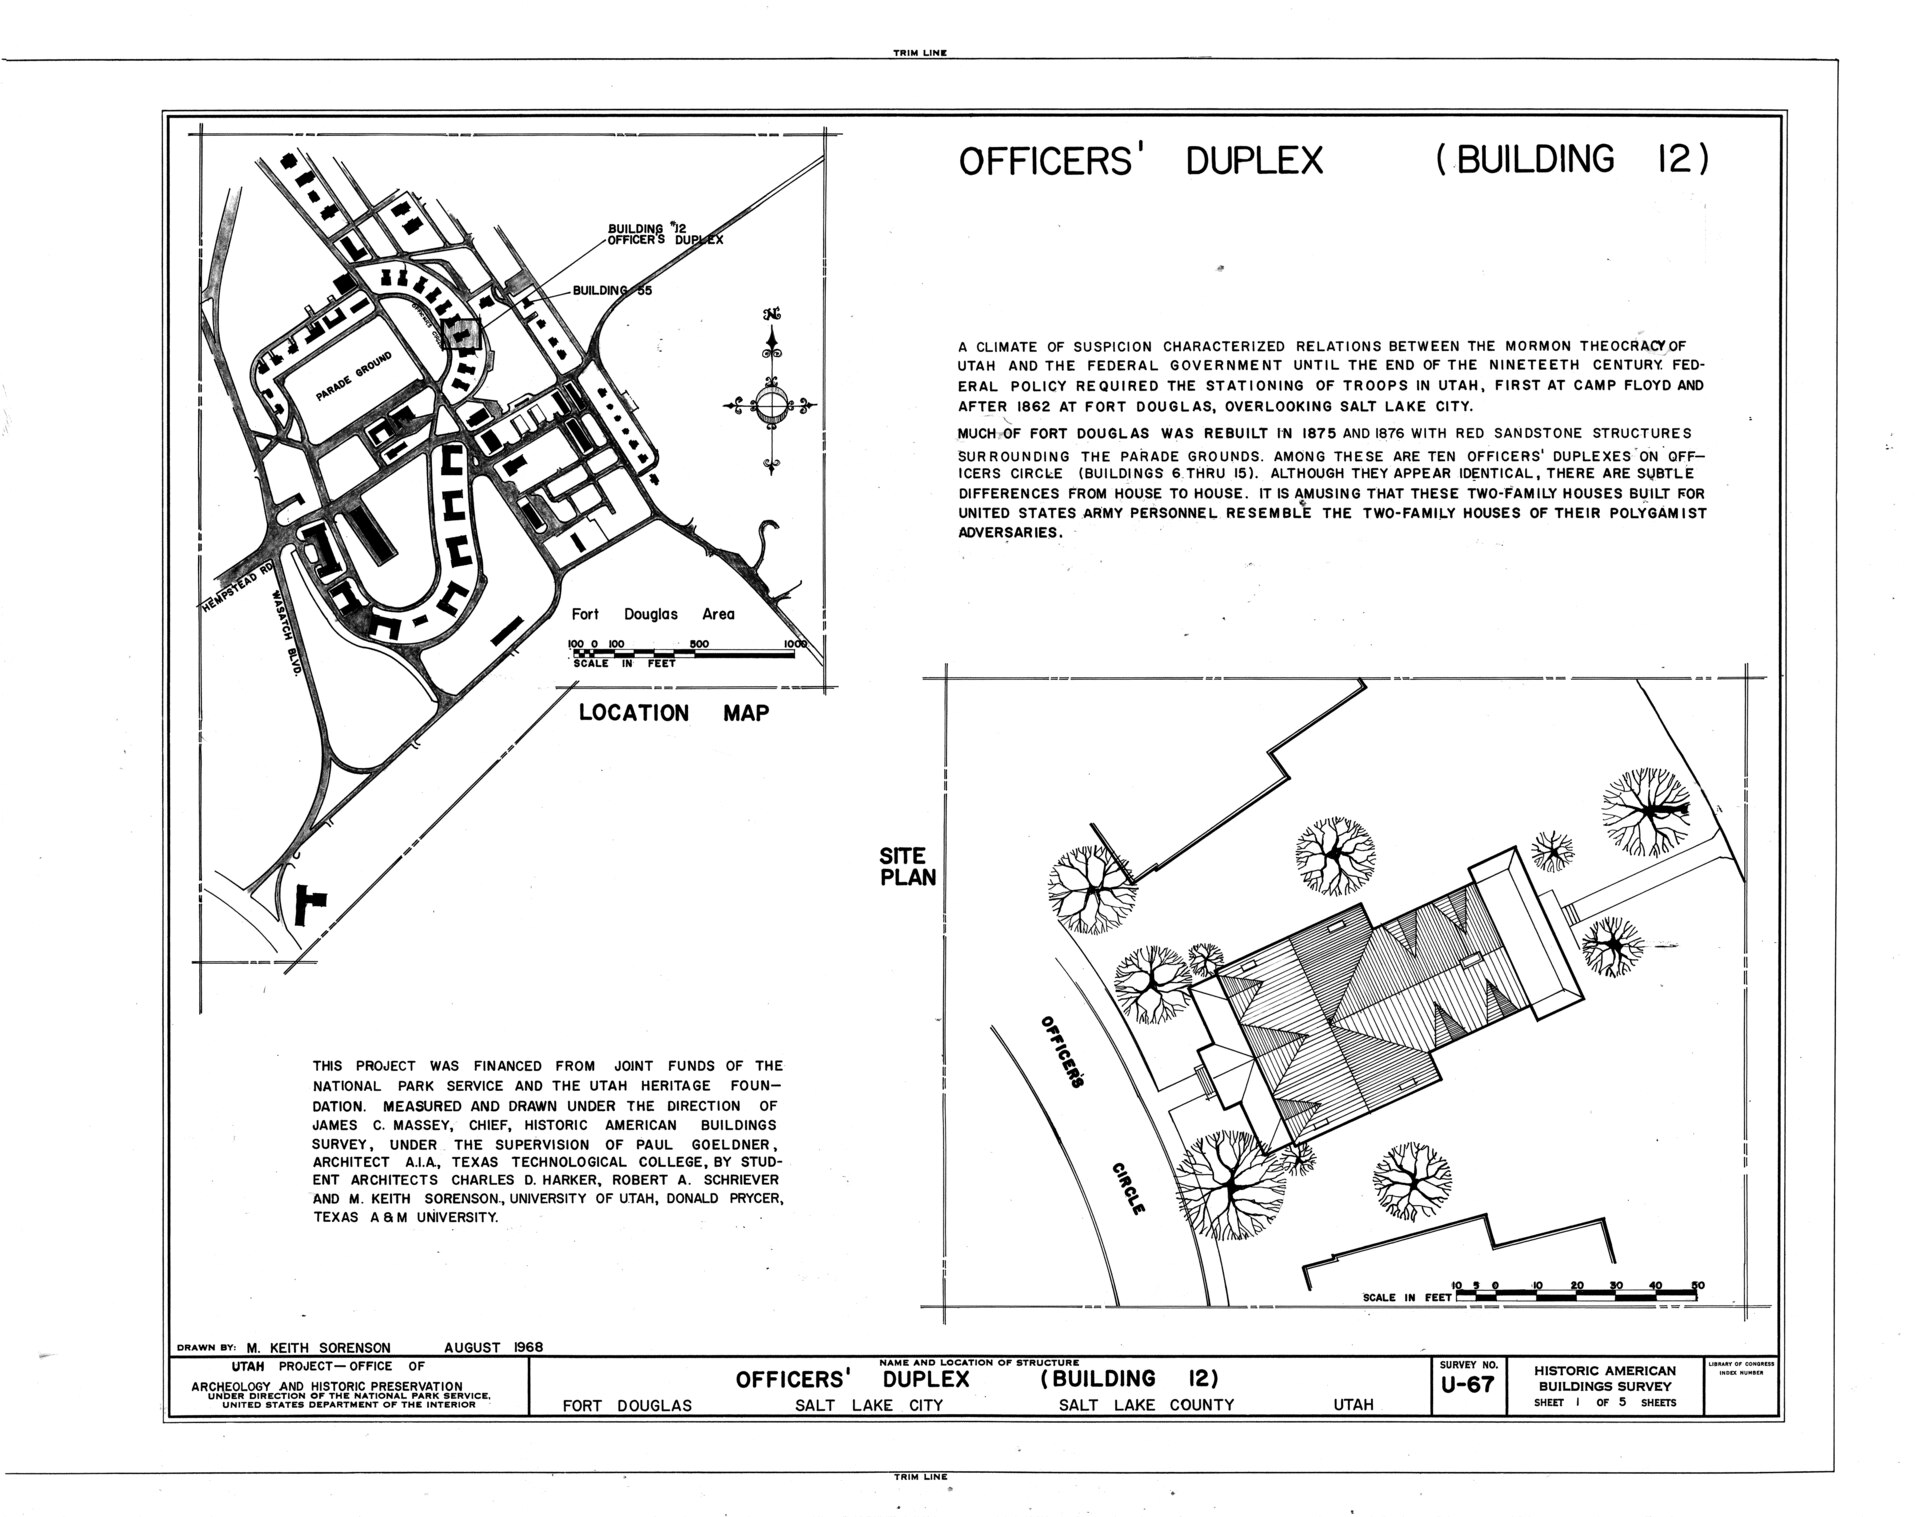 TRIM LINE
OFFICERS' DUPLEX (BUILDING 12)
BUILDING #12
OFFICER'S DUPLEX
BUILDING 55
N
OFFICERS CIRCLE
PARADE GROUND
HEMPSTEAD RD.
WASATCH BLVD.
Fort Douglas Area
100 0 100 500 1000
SCALE IN FEET
LOCATION MAP
A CLIMATE OF SUSPICION CHARACTERIZED RELATIONS BETWEEN THE MORMON THEOCRACY OF
UTAH AND THE FEDERAL GOVERNMENT UNTIL THE END OF THE NINETEETH CENTURY. FED-
ERAL POLICY REQUIRED THE STATIONING OF TROOPS IN UTAH, FIRST AT CAMP FLOYD AND
AFTER 1862 AT FORT DOUGLAS, OVERLOOKING SALT LAKE CITY.
MUCH OF FORT DOUGLAS WAS REBUILT IN 1875 AND 1876 WITH RED SANDSTONE STRUCTURES
SURROUNDING THE PARADE GROUNDS. AMONG THESE ARE TEN OFFICERS' DUPLEXES ON OFF-
ICERS CIRCLE (BUILDINGS 6 THRU 15). ALTHOUGH THEY APPEAR IDENTICAL, THERE ARE SUBTLE
DIFFERENCES FROM HOUSE TO HOUSE. IT IS AMUSING THAT THESE TWO-FAMILY HOUSES BUILT FOR
UNITED STATES ARMY PERSONNEL RESEMBLE THE TWO-FAMILY HOUSES OF THEIR POLYGAMIST
ADVERSARIES.
SITE
PLAN
OFFICER'S
CIRCLE
10 5 0 10 20 30 40 50
SCALE IN FEET
THIS PROJECT WAS FINANCED FROM JOINT FUNDS OF THE
NATIONAL PARK SERVICE AND THE UTAH HERITAGE FOUN-
DATION. MEASURED AND DRAWN UNDER THE DIRECTION OF
JAMES C. MASSEY, CHIEF, HISTORIC AMERICAN BUILDINGS
SURVEY, UNDER THE SUPERVISION OF PAUL GOELDNER,
ARCHITECT A.I.A., TEXAS TECHNOLOGICAL COLLEGE, BY STUD-
ENT ARCHITECTS CHARLES D. HARKER, ROBERT A. SCHRIEVER
AND M. KEITH SORENSON., UNIVERSITY OF UTAH, DONALD PRYCER,
TEXAS A & M UNIVERSITY.
DRAWN BY: M. KEITH SORENSON AUGUST 1968
UTAH PROJECT—OFFICE OF
ARCHEOLOGY AND HISTORIC PRESERVATION
UNDER DIRECTION OF THE NATIONAL PARK SERVICE,
UNITED STATES DEPARTMENT OF THE INTERIOR
NAME AND LOCATION OF STRUCTURE
OFFICERS' DUPLEX (BUILDING 12)
FORT DOUGLAS SALT LAKE CITY SALT LAKE COUNTY UTAH
SURVEY NO.
U-67
HISTORIC AMERICAN
BUILDINGS SURVEY
SHEET 1 OF 5 SHEETS
LIBRARY OF CONGRESS
INDEX NUMBER
TRIM LINE